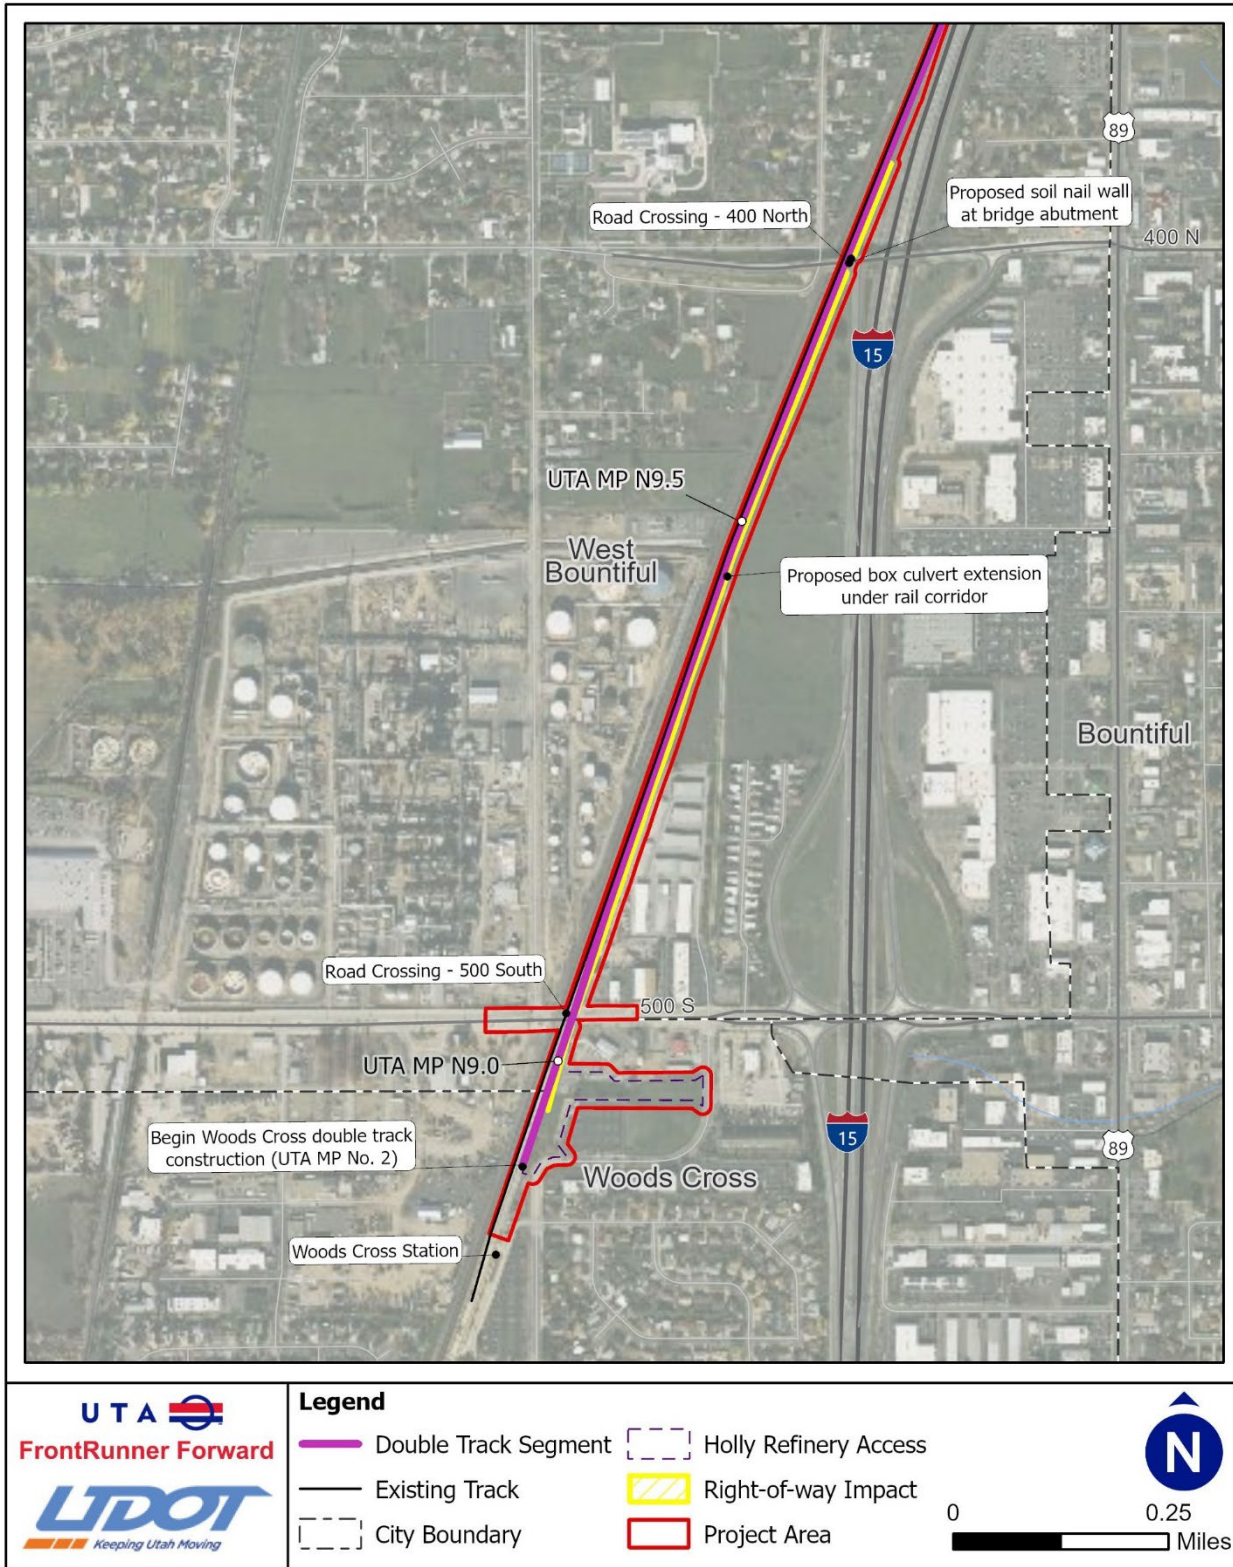 89
Proposed soil nail wall
at bridge abutment
Road Crossing - 400 North
400 N
15
UTA MP N9.5
West
Bountiful
Proposed box culvert extension
under rail corridor
Bountiful
Road Crossing - 500 South
500 S
UTA MP N9.0
Begin Woods Cross double track
construction (UTA MP No. 2)
15
89
Woods Cross
Woods Cross Station
UTA
FrontRunner Forward
UDOT
Keeping Utah Moving
Legend
Double Track Segment
Existing Track
City Boundary
Holly Refinery Access
Right-of-way Impact
Project Area
N
0 0.25
Miles